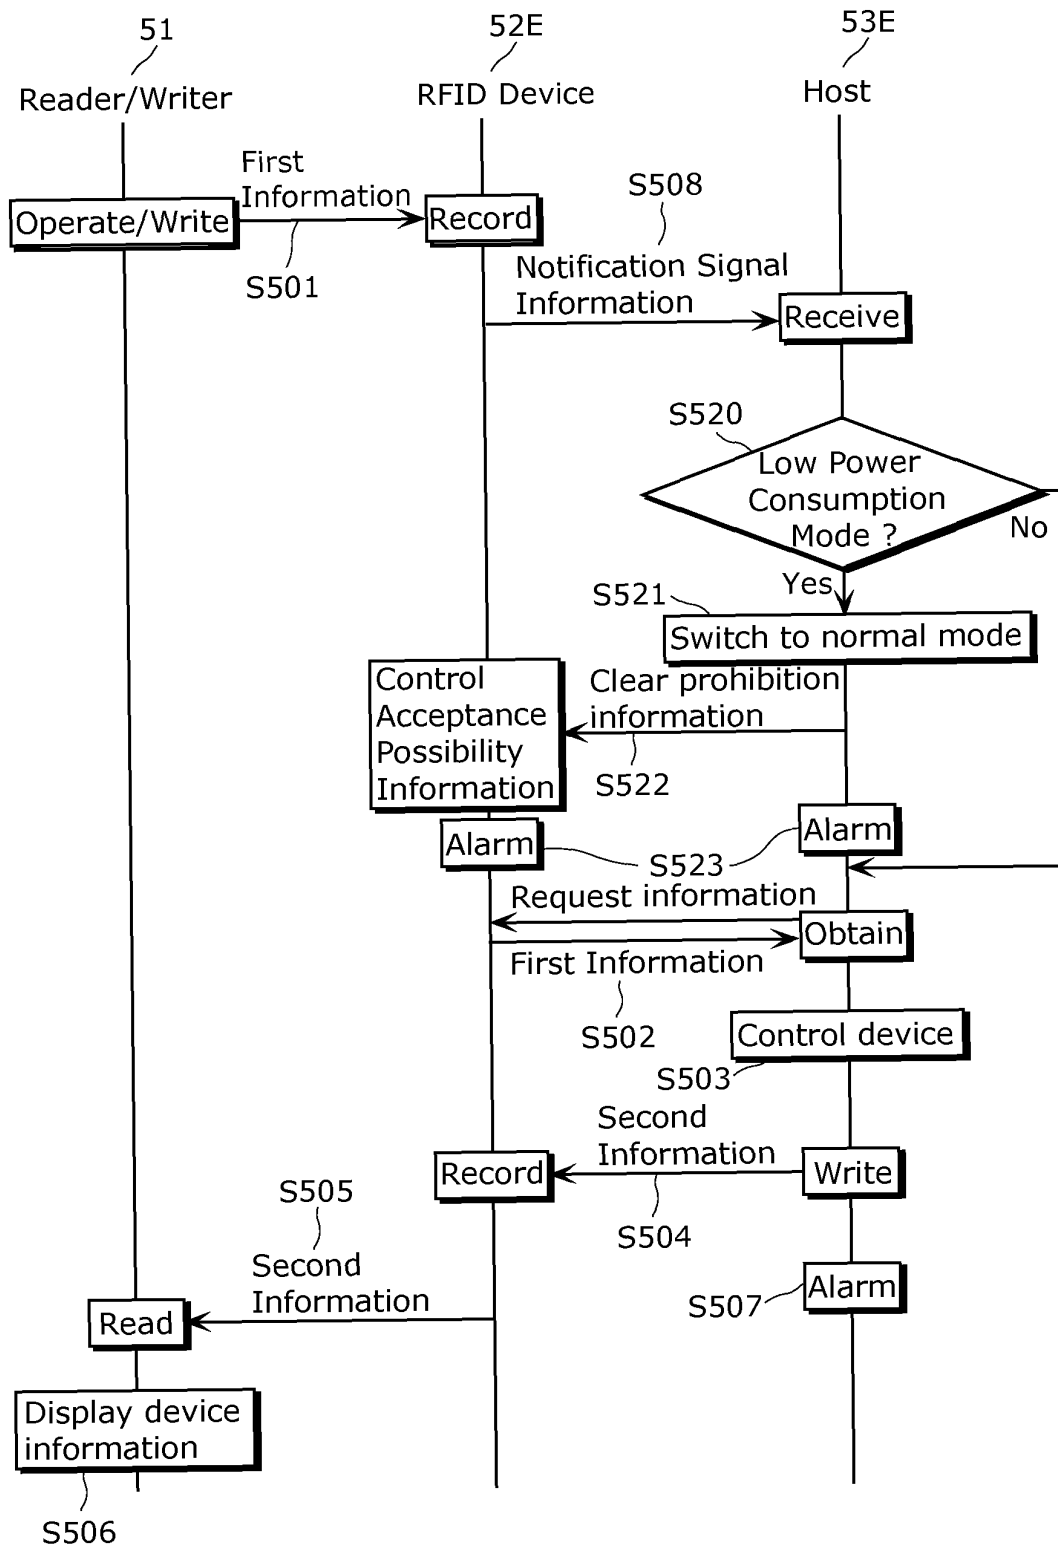 51
52E
53E
Reader/Writer
RFID Device
Host
First
Information
Operate/Write
Record
S501
S508
Notification Signal
Information
Receive
S520
Low Power
Consumption
Mode ?
No
Yes
S521
Switch to normal mode
Control
Acceptance
Possibility
Information
Clear prohibition
information
S522
Alarm
S523
Alarm
Request information
Obtain
First Information
S502
Control device
S503
Second
Information
Record
Write
S504
S505
Second
Information
S507
Alarm
Read
Display device
information
S506